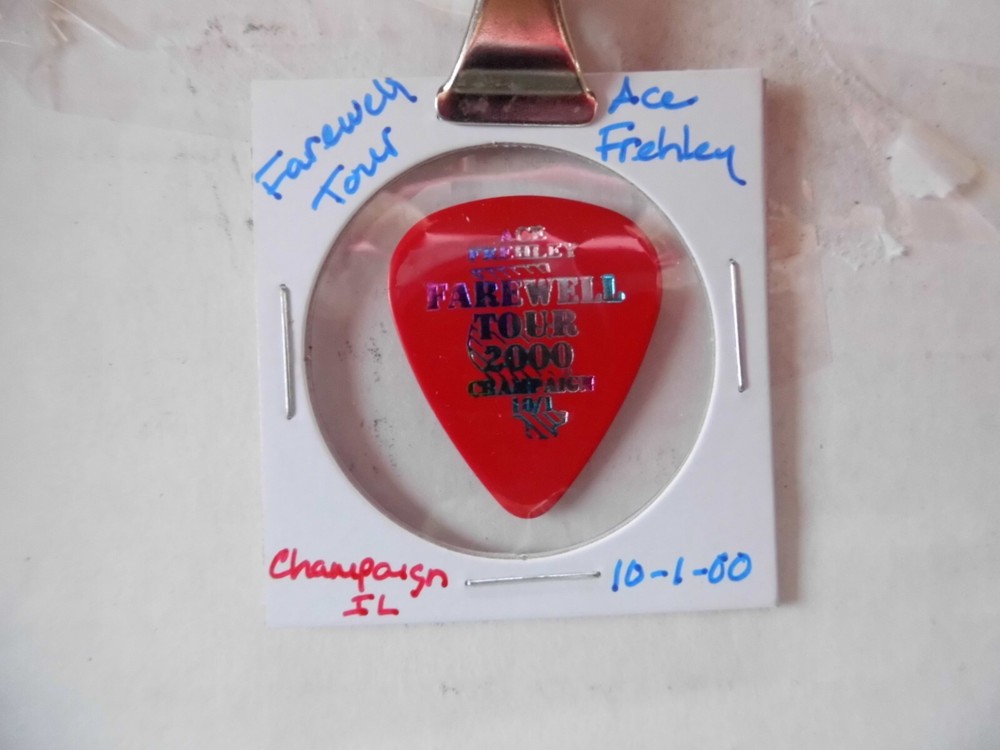 Farewell
Tour
Ace
Frehley
ACE
FREHLEY
FAREWELL
TOUR
2000
CHAMPAIGN
10/1
Champaign
IL
10-1-00